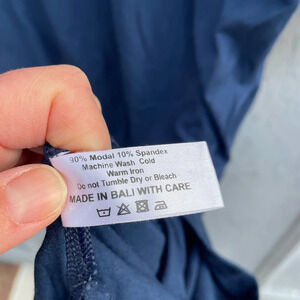 90% Modal 10% Spandex
Machine Wash Cold
Warm Iron
Do not Tumble Dry or Bleach
MADE IN BALI WITH CARE